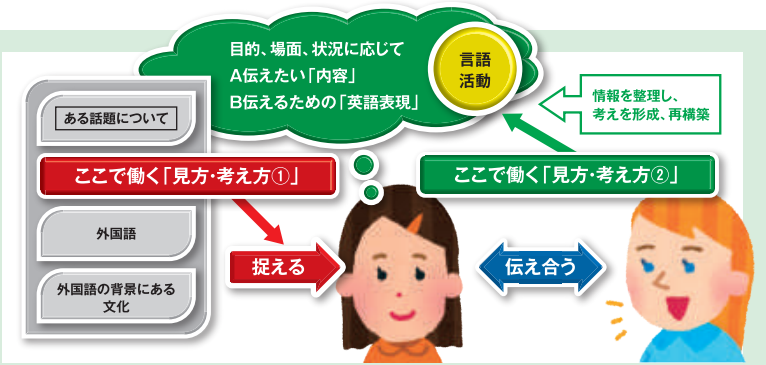 目的、場面、状況に応じて
A伝えたい「内容」
B伝えるための「英語表現」
言語
活動
情報を整理し、
考えを形成、再構築
ある話題について
ここで働く「見方・考え方①」
ここで働く「見方・考え方②」
外国語
捉える
伝え合う
外国語の背景にある
文化